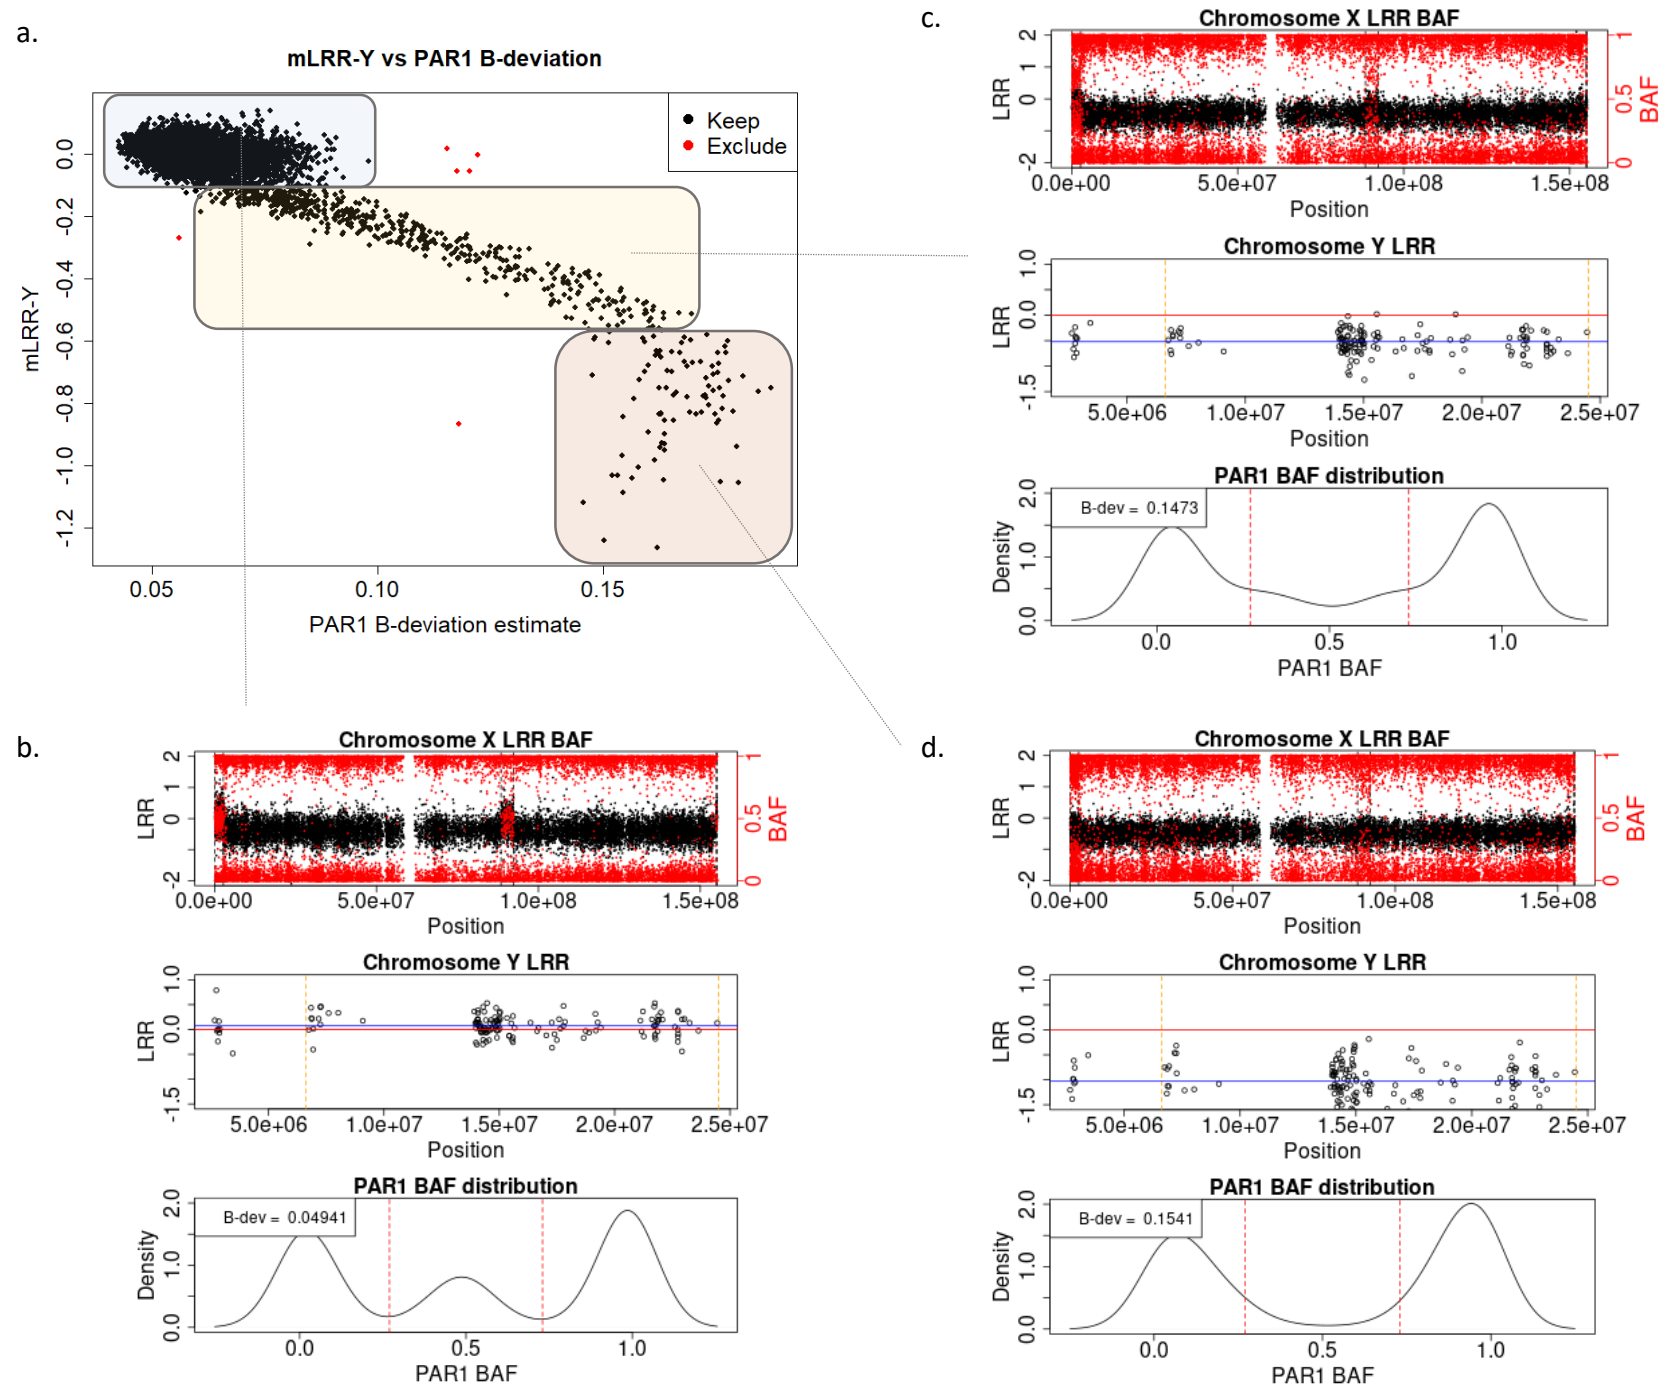 a.
mLRR-Y vs PAR1 B-deviation
Keep
Exclude
0.0
-0.2
-0.4
-0.6
-0.8
-1.0
-1.2
mLRR-Y
0.05
0.10
0.15
PAR1 B-deviation estimate
c.
Chromosome X LRR BAF
2
1
0
-2
LRR
1
0.5
0
BAF
0.0e+00
5.0e+07
1.0e+08
1.5e+08
Position
Chromosome Y LRR
1.0
0.0
-1.5
LRR
5.0e+06
1.0e+07
1.5e+07
2.0e+07
2.5e+07
Position
PAR1 BAF distribution
B-dev = 0.1473
2.0
1.0
0.0
Density
0.0
0.5
1.0
PAR1 BAF
b.
Chromosome X LRR BAF
2
1
0
-2
LRR
1
0.5
0
BAF
0.0e+00
5.0e+07
1.0e+08
1.5e+08
Position
Chromosome Y LRR
1.0
0.0
-1.5
LRR
5.0e+06
1.0e+07
1.5e+07
2.0e+07
2.5e+07
Position
PAR1 BAF distribution
B-dev = 0.04941
2.0
1.0
0.0
Density
0.0
0.5
1.0
PAR1 BAF
d.
Chromosome X LRR BAF
2
1
0
-2
LRR
1
0.5
0
BAF
0.0e+00
5.0e+07
1.0e+08
1.5e+08
Position
Chromosome Y LRR
1.0
0.0
-1.5
LRR
5.0e+06
1.0e+07
1.5e+07
2.0e+07
2.5e+07
Position
PAR1 BAF distribution
B-dev = 0.1541
2.0
1.0
0.0
Density
0.0
0.5
1.0
PAR1 BAF